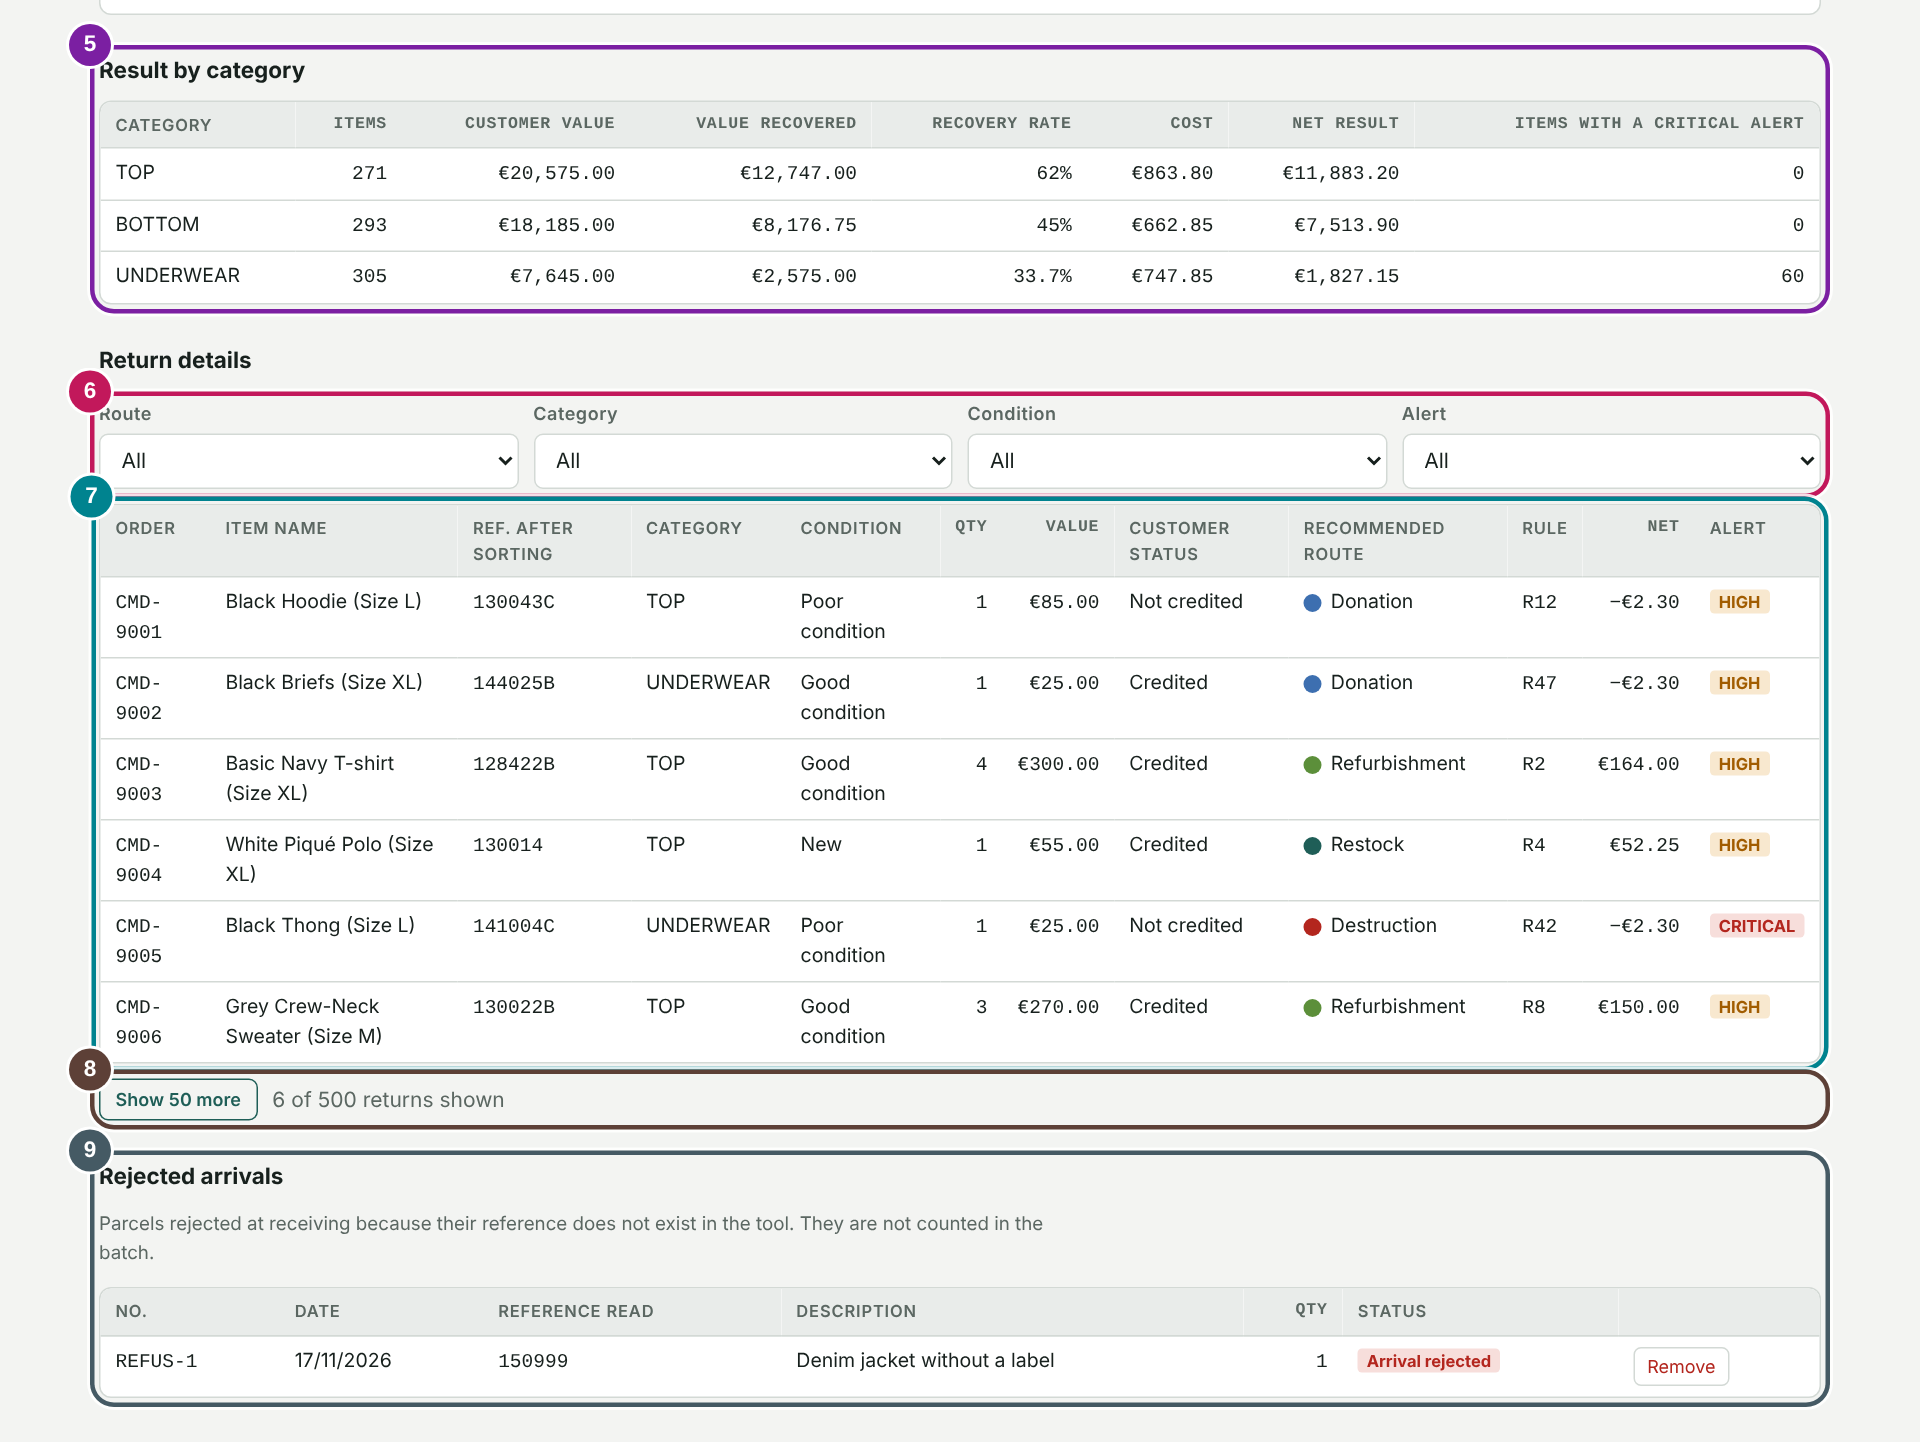 5
Result by category
CATEGORY ITEMS CUSTOMER VALUE VALUE RECOVERED RECOVERY RATE COST NET RESULT ITEMS WITH A CRITICAL ALERT
TOP 271 €20,575.00 €12,747.00 62% €863.80 €11,883.20 0
BOTTOM 293 €18,185.00 €8,176.75 45% €662.85 €7,513.90 0
UNDERWEAR 305 €7,645.00 €2,575.00 33.7% €747.85 €1,827.15 60
Return details
6
Route Category Condition Alert
All All All All
7
ORDER ITEM NAME REF. AFTER CATEGORY CONDITION QTY VALUE CUSTOMER RECOMMENDED RULE NET ALERT
SORTING STATUS ROUTE
CMD- Black Hoodie (Size L) 130043C TOP Poor 1 €85.00 Not credited Donation R12 −€2.30 HIGH
9001 condition
CMD- Black Briefs (Size XL) 144025B UNDERWEAR Good 1 €25.00 Credited Donation R47 −€2.30 HIGH
9002 condition
CMD- Basic Navy T-shirt 128422B TOP Good 4 €300.00 Credited Refurbishment R2 €164.00 HIGH
9003 (Size XL) condition
CMD- White Piqué Polo (Size 130014 TOP New 1 €55.00 Credited Restock R4 €52.25 HIGH
9004 XL)
CMD- Black Thong (Size L) 141004C UNDERWEAR Poor 1 €25.00 Not credited Destruction R42 −€2.30 CRITICAL
9005 condition
CMD- Grey Crew-Neck 130022B TOP Good 3 €270.00 Credited Refurbishment R8 €150.00 HIGH
9006 Sweater (Size M) condition
8
Show 50 more 6 of 500 returns shown
9
Rejected arrivals
Parcels rejected at receiving because their reference does not exist in the tool. They are not counted in the
batch.
NO. DATE REFERENCE READ DESCRIPTION QTY STATUS
REFUS-1 17/11/2026 150999 Denim jacket without a label 1 Arrival rejected Remove